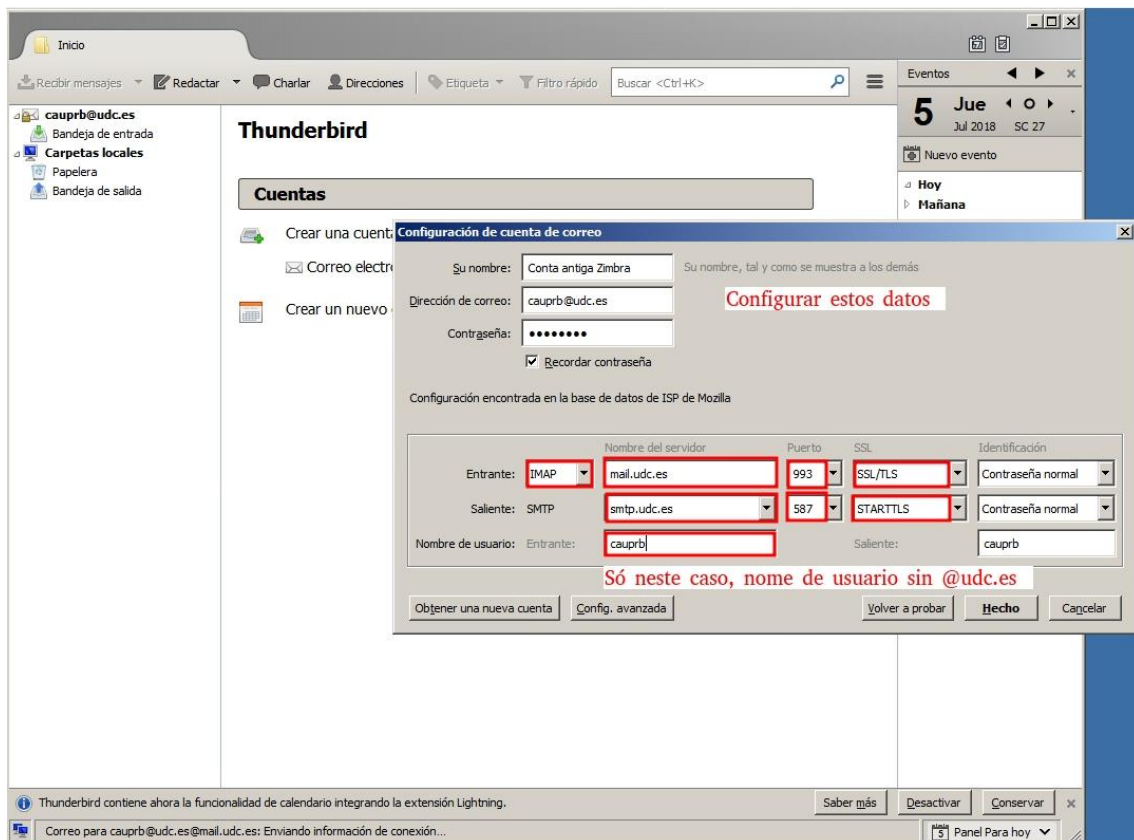 Inicio
Recibir mensajes Redactar Charlar Direcciones Etiqueta Filtro rápido Buscar <Ctrl+K>
Eventos
5 Jue
Jul 2018 SC 27
Nuevo evento
Hoy
Mañana
cauprb@udc.es
Bandeja de entrada
Carpetas locales
Papelera
Bandeja de salida
Thunderbird
Cuentas
Crear una cuent
Correo electr
Crear un nuevo
Configuración de cuenta de correo
Su nombre: Conta antiga Zimbra Su nombre, tal y como se muestra a los demás
Dirección de correo: cauprb@udc.es Configurar estos datos
Contraseña: ••••••••
Recordar contraseña
Configuración encontrada en la base de datos de ISP de Mozilla
Nombre del servidor Puerto SSL Identificación
Entrante: IMAP mail.udc.es 993 SSL/TLS Contraseña normal
Saliente: SMTP smtp.udc.es 587 STARTTLS Contraseña normal
Nombre de usuario: Entrante: cauprb Saliente: cauprb
Só neste caso, nome de usuario sin @udc.es
Obtener una nueva cuenta Config. avanzada Volver a probar Hecho Cancelar
Thunderbird contiene ahora la funcionalidad de calendario integrando la extensión Lightning. Saber más Desactivar Conservar
Correo para cauprb@udc.es@mail.udc.es: Enviando información de conexión... 5 Panel Para hoy